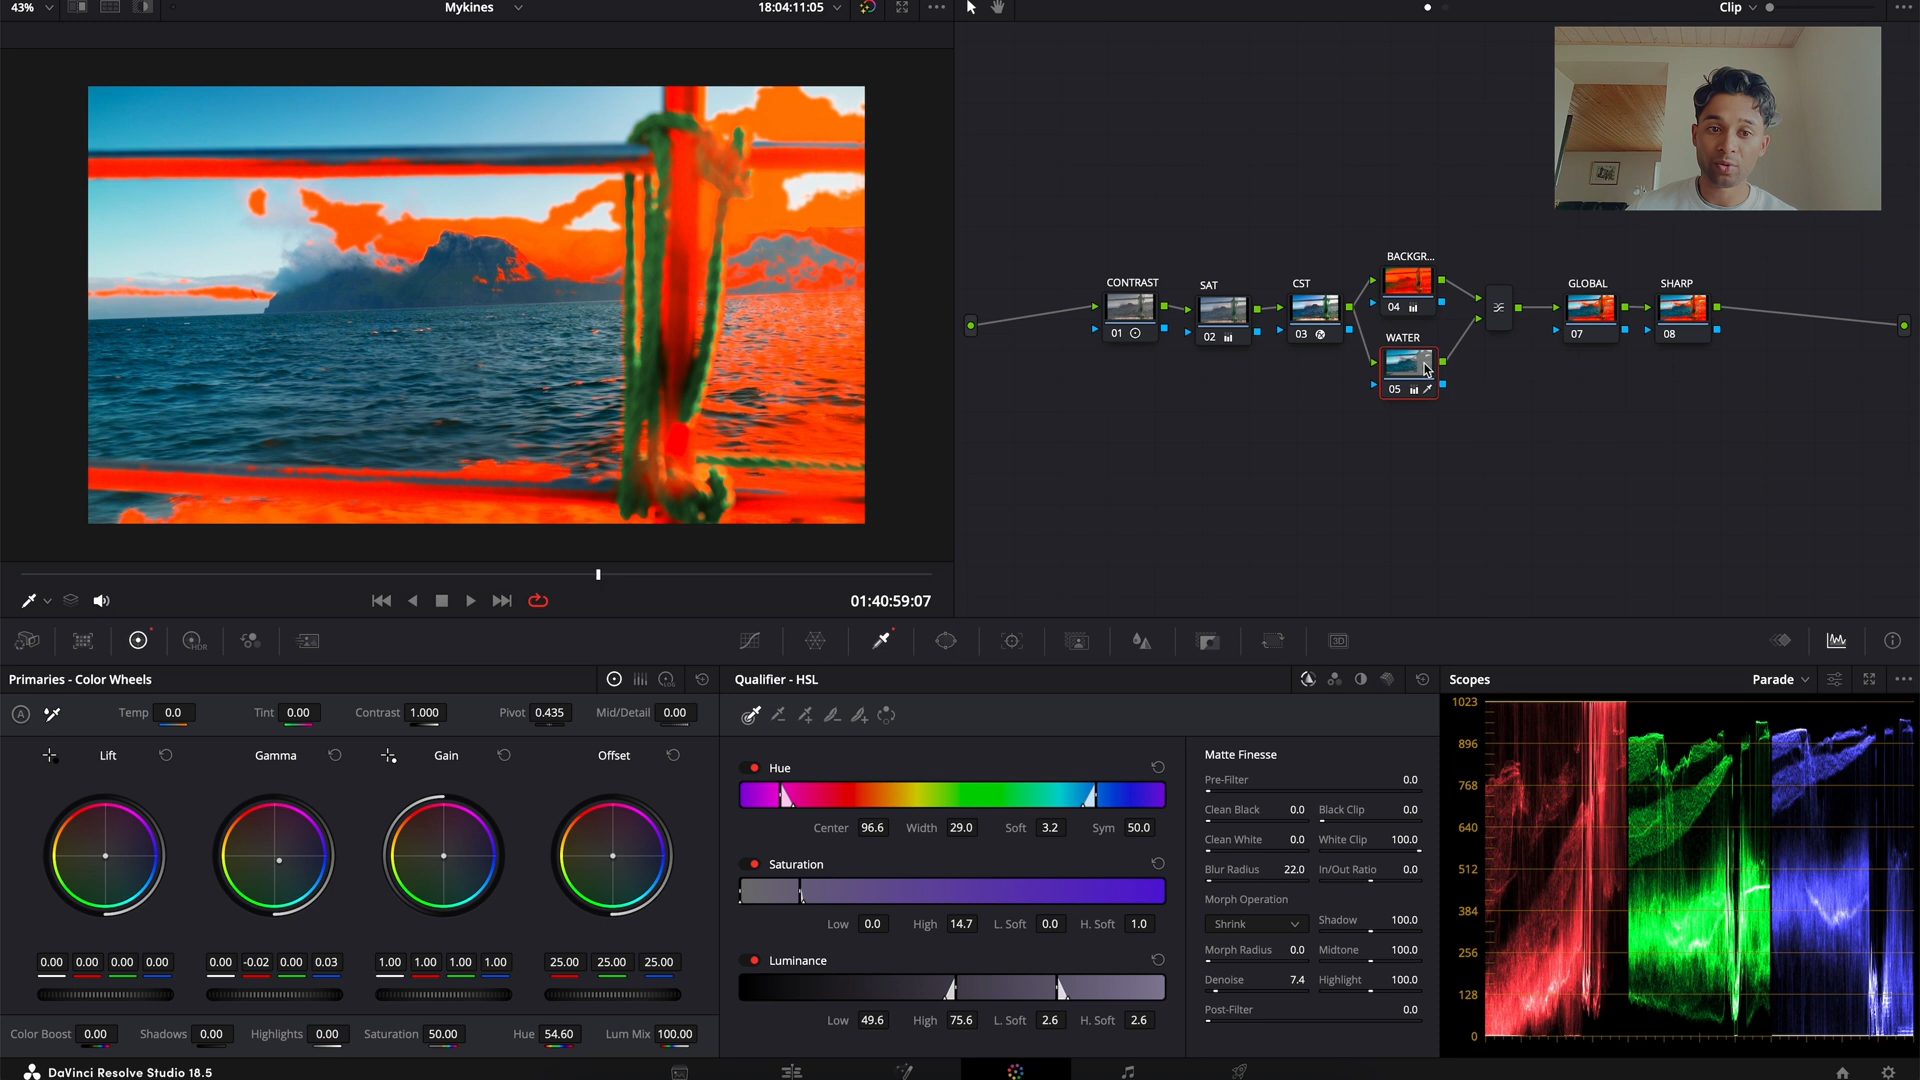 43%
Mykines
18:04:11:05
Clip
CONTRAST
SAT
CST
BACKGR...
GLOBAL
SHARP
01
02
03
04
07
08
WATER
05
01:40:59:07
HDR
3D
Primaries - Color Wheels
LOG
Qualifier - HSL
Scopes
Parade
A
Temp 0.0
Tint 0.00
Contrast 1.000
Pivot 0.435
Mid/Detail 0.00
Lift
Gamma
Gain
Offset
0.00 0.00 0.00 0.00
0.00 -0.02 0.00 0.03
1.00 1.00 1.00 1.00
25.00 25.00 25.00
Color Boost 0.00
Shadows 0.00
Highlights 0.00
Saturation 50.00
Hue 54.60
Lum Mix 100.00
Hue
Center 96.6 Width 29.0 Soft 3.2 Sym 50.0
Saturation
Low 0.0 High 14.7 L. Soft 0.0 H. Soft 1.0
Luminance
Low 49.6 High 75.6 L. Soft 2.6 H. Soft 2.6
Matte Finesse
Pre-Filter 0.0
Clean Black 0.0 Black Clip 0.0
Clean White 0.0 White Clip 100.0
Blur Radius 22.0 In/Out Ratio 0.0
Morph Operation
Shrink
Shadow 100.0
Morph Radius 0.0 Midtone 100.0
Denoise 7.4 Highlight 100.0
Post-Filter 0.0
1023
896
768
640
512
384
256
128
0
DaVinci Resolve Studio 18.5